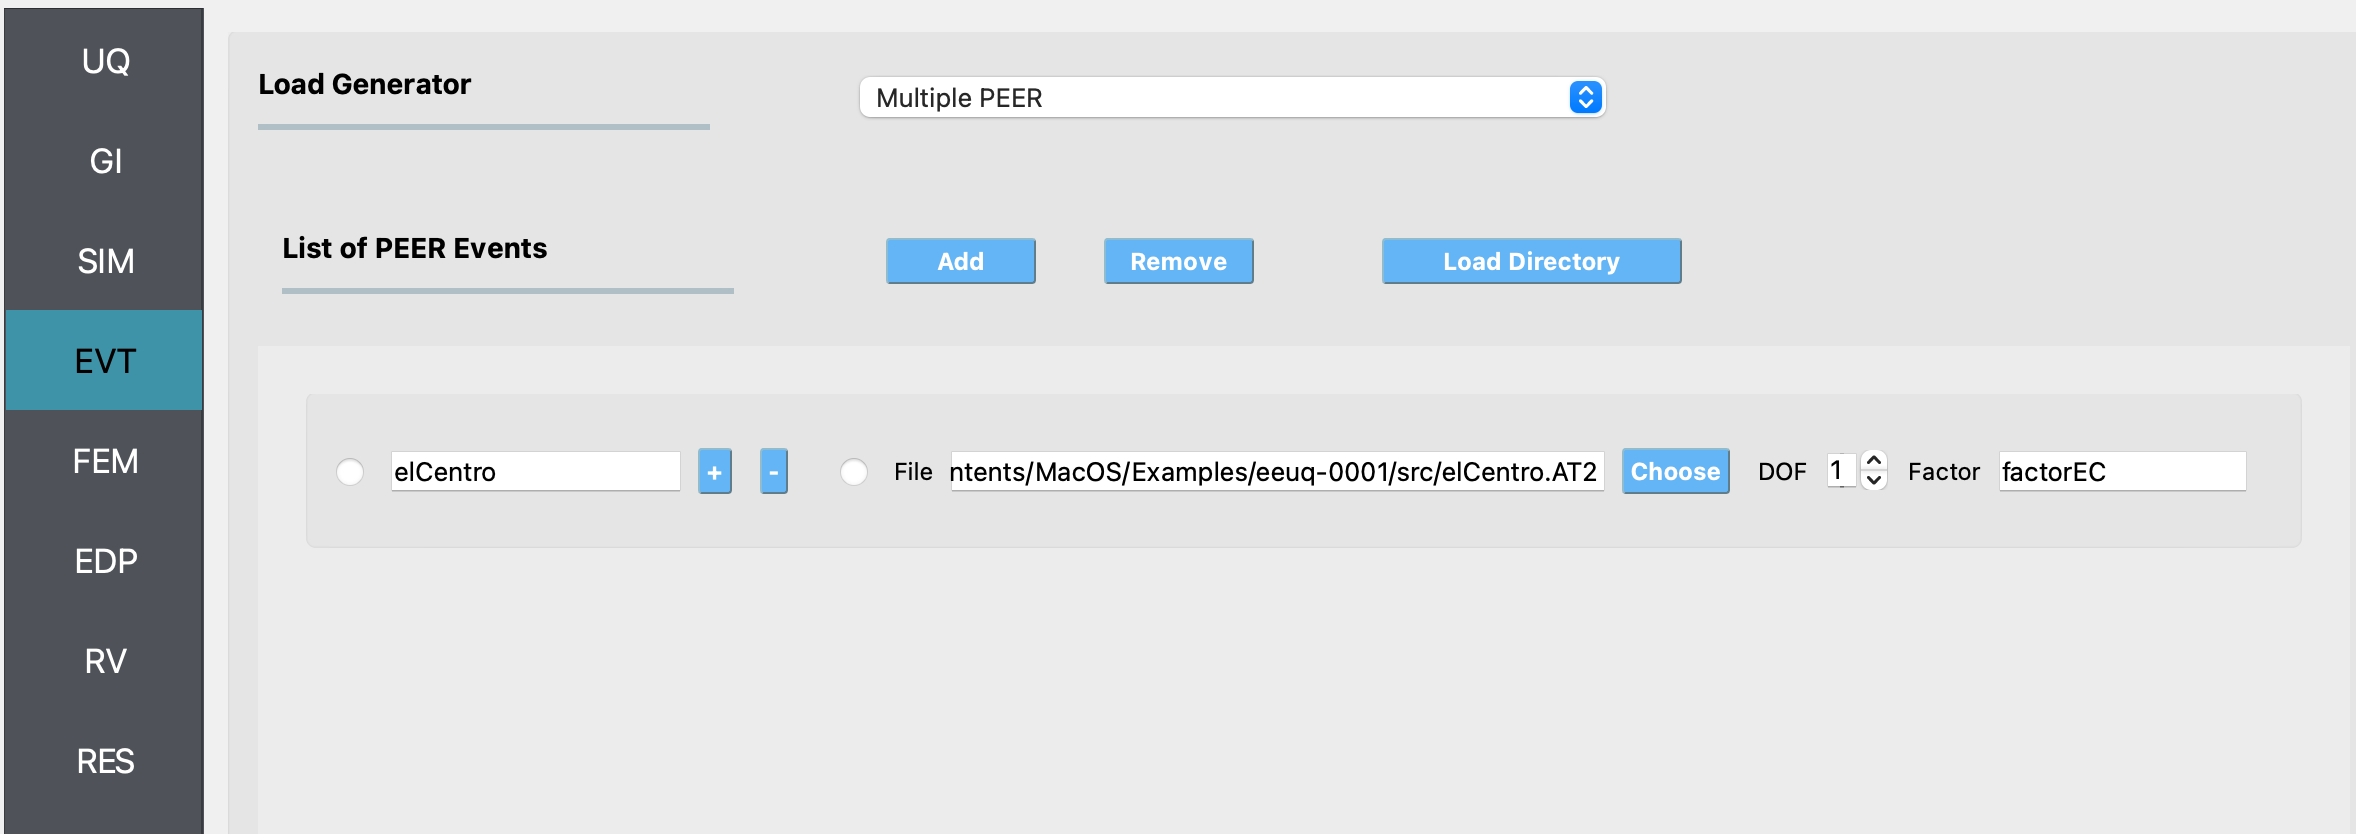 UQ
GI
SIM
EVT
FEM
EDP
RV
RES
Load Generator
Multiple PEER
List of PEER Events
Add
Remove
Load Directory
elCentro + - File ntents/MacOS/Examples/eeuq-0001/src/elCentro.AT2 Choose DOF 1 Factor factorEC